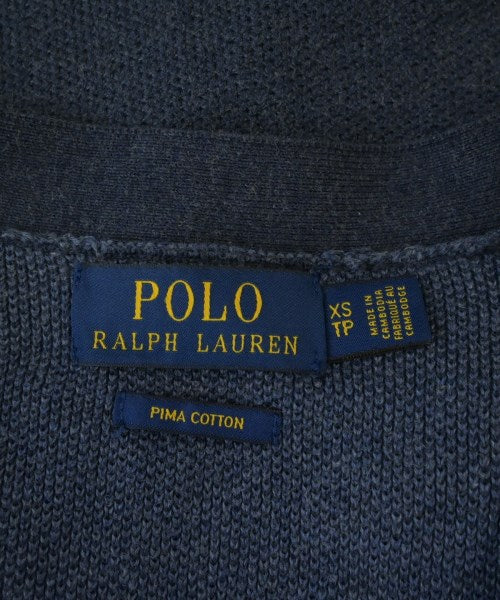 POLO
RALPH LAUREN
XS
TP
MADE IN
CAMBODIA
FABRIQUÉ AU
CAMBODGE
PIMA COTTON